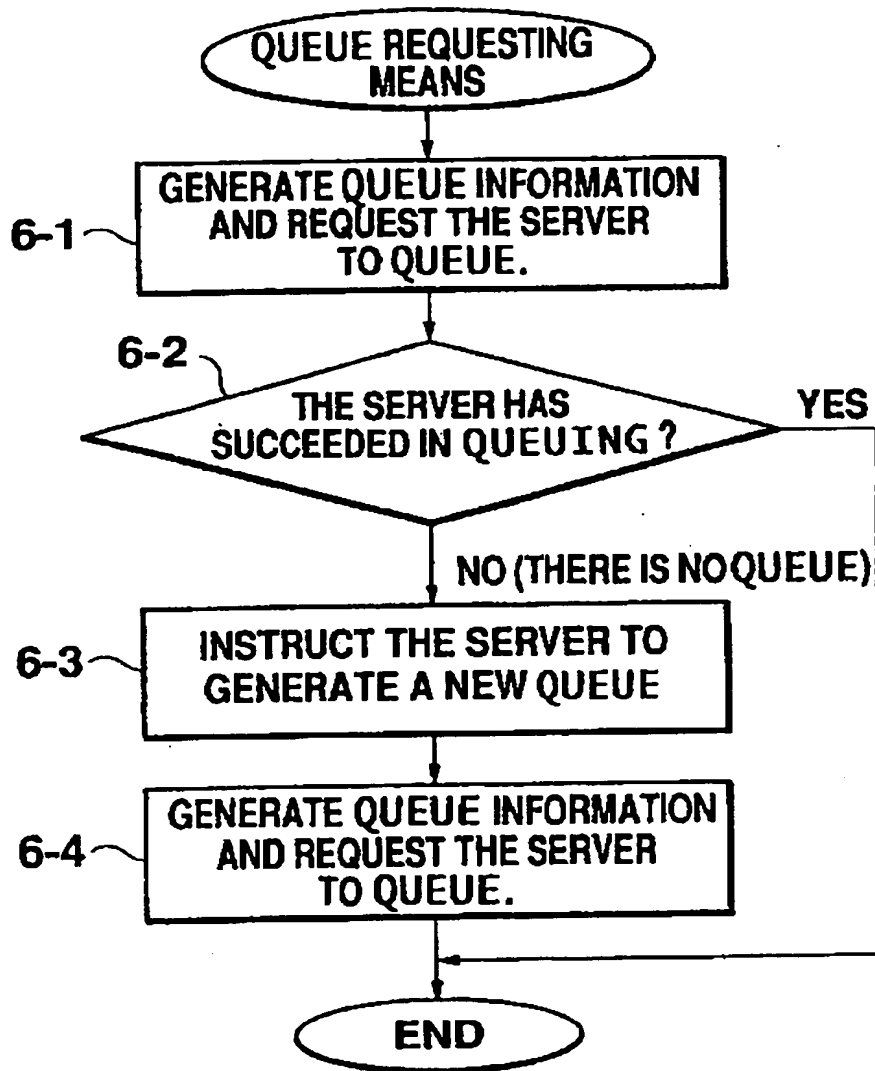 QUEUE REQUESTING
MEANS
6-1
GENERATE QUEUE INFORMATION
AND REQUEST THE SERVER
TO QUEUE.
6-2
THE SERVER HAS
SUCCEEDED IN QUEUING ?
YES
NO (THERE IS NO QUEUE)
6-3
INSTRUCT THE SERVER TO
GENERATE A NEW QUEUE
6-4
GENERATE QUEUE INFORMATION
AND REQUEST THE SERVER
TO QUEUE.
END